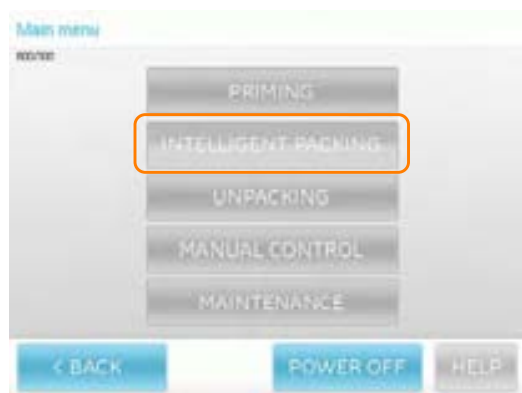 Main menu
PRIMING
INTELLIGENT PACKING
UNPACKING
MANUAL CONTROL
MAINTENANCE
< BACK
POWER OFF
HELP